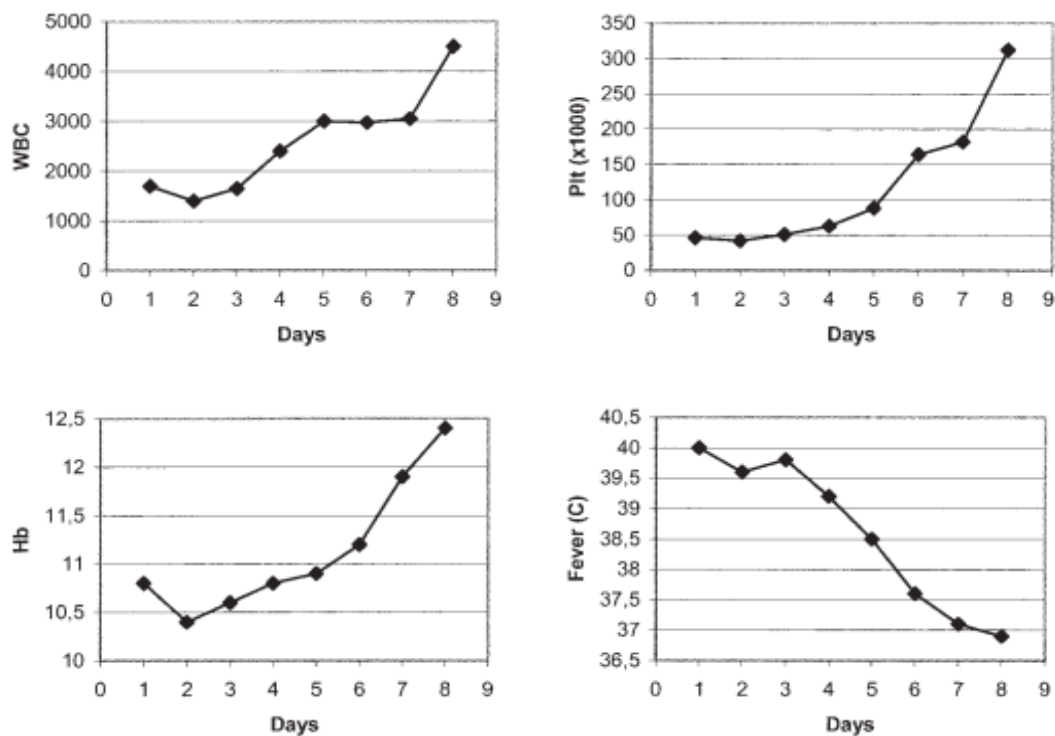 WBC
5000
4000
3000
2000
1000
0
0 1 2 3 4 5 6 7 8 9
Days
Plt (x1000)
350
300
250
200
150
100
50
0
0 1 2 3 4 5 6 7 8 9
Days
Hb
12,5
12
11,5
11
10,5
10
0 1 2 3 4 5 6 7 8 9
Days
Fever (C)
40,5
40
39,5
39
38,5
38
37,5
37
36,5
0 1 2 3 4 5 6 7 8 9
Days